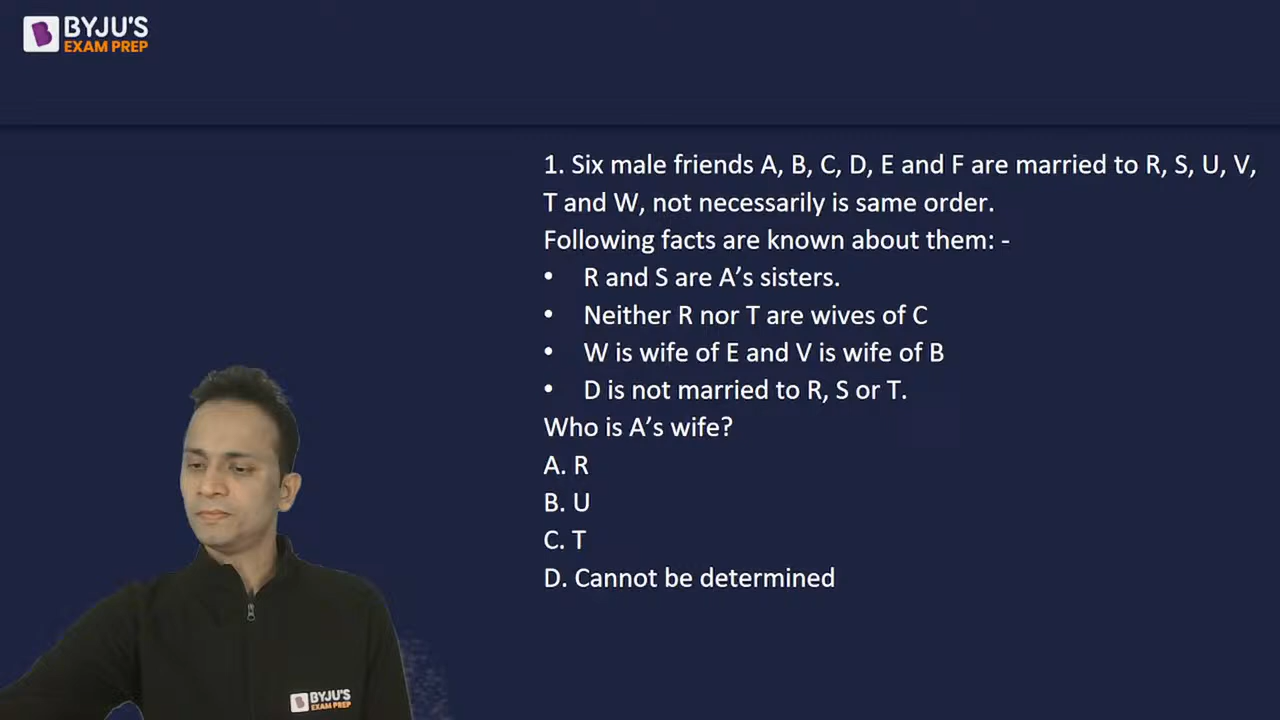 BYJU'S
EXAM PREP
1. Six male friends A, B, C, D, E and F are married to R, S, U, V,
T and W, not necessarily is same order.
Following facts are known about them: -
• R and S are A’s sisters.
• Neither R nor T are wives of C
• W is wife of E and V is wife of B
• D is not married to R, S or T.
Who is A’s wife?
A. R
B. U
C. T
D. Cannot be determined
BYJU'S
EXAM PREP